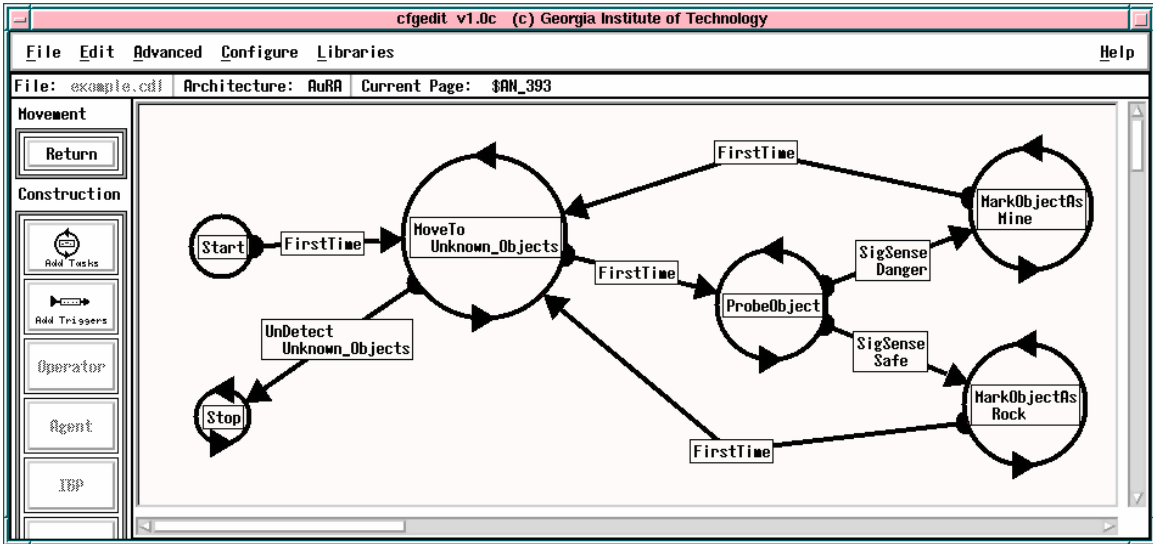 cfgedit v1.0c (c) Georgia Institute of Technology
File Edit Advanced Configure Libraries Help
File: example.cdl Architecture: AuRA Current Page: $AN_393
Movement
Return
Construction
Add Tasks
Add Triggers
Operator
Agent
IBP
Start
FirstTime
MoveTo
Unknown_Objects
FirstTime
MarkObjectAs
Mine
FirstTime
ProbeObject
SigSense
Danger
SigSense
Safe
MarkObjectAs
Rock
FirstTime
UnDetect
Unknown_Objects
Stop